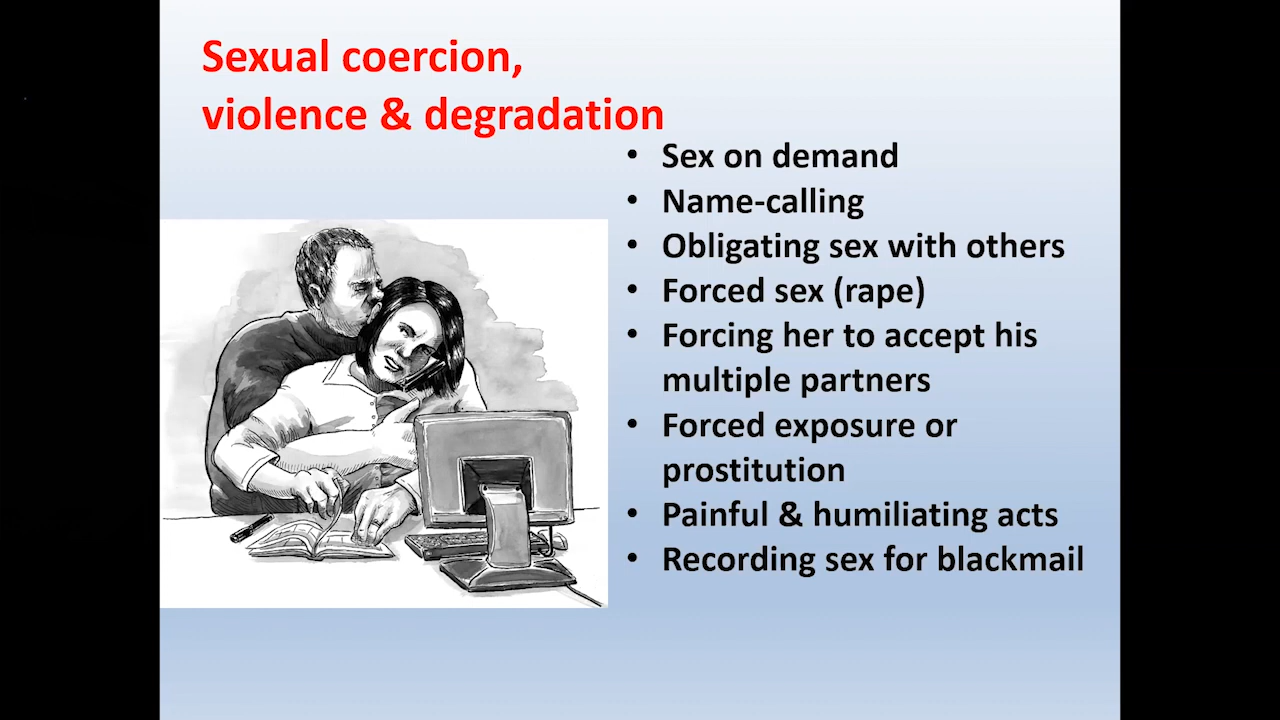 Sexual coercion,
violence & degradation
• Sex on demand
• Name-calling
• Obligating sex with others
• Forced sex (rape)
• Forcing her to accept his
multiple partners
• Forced exposure or
prostitution
• Painful & humiliating acts
• Recording sex for blackmail